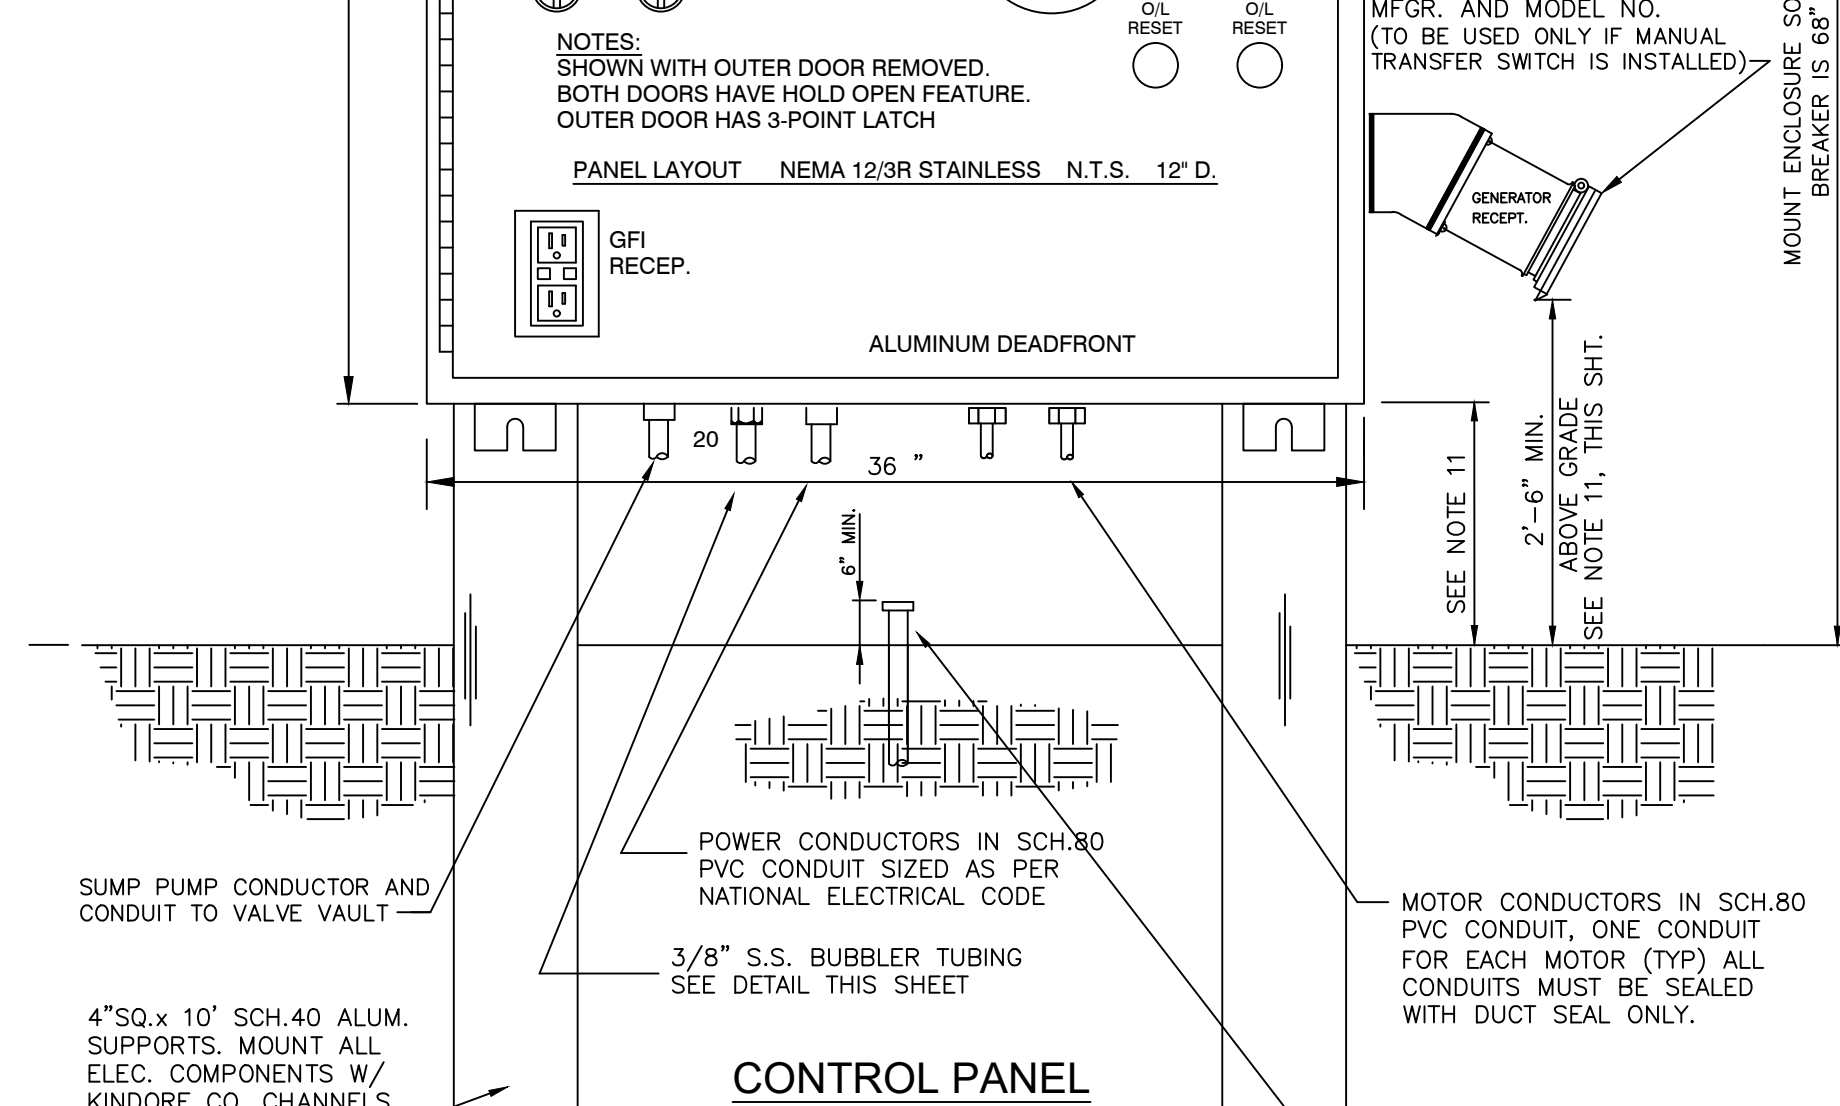 O/L
RESET
O/L
RESET
MFGR. AND MODEL NO.
(TO BE USED ONLY IF MANUAL
TRANSFER SWITCH IS INSTALLED)
NOTES:
SHOWN WITH OUTER DOOR REMOVED.
BOTH DOORS HAVE HOLD OPEN FEATURE.
OUTER DOOR HAS 3-POINT LATCH
PANEL LAYOUT NEMA 12/3R STAINLESS N.T.S. 12" D.
GENERATOR
RECEPT.
MOUNT ENCLOSURE SO
BREAKER IS 68"
GFI
RECEP.
ALUMINUM DEADFRONT
20
36 "
6" MIN.
SEE NOTE 11
2'-6" MIN.
ABOVE GRADE
SEE NOTE 11, THIS SHT.
POWER CONDUCTORS IN SCH.80
PVC CONDUIT SIZED AS PER
NATIONAL ELECTRICAL CODE
SUMP PUMP CONDUCTOR AND
CONDUIT TO VALVE VAULT
MOTOR CONDUCTORS IN SCH.80
PVC CONDUIT, ONE CONDUIT
FOR EACH MOTOR (TYP) ALL
CONDUITS MUST BE SEALED
WITH DUCT SEAL ONLY.
3/8" S.S. BUBBLER TUBING
SEE DETAIL THIS SHEET
4"SQ.x 10' SCH.40 ALUM.
SUPPORTS. MOUNT ALL
ELEC. COMPONENTS W/
KINDORF CO. CHANNELS
CONTROL PANEL